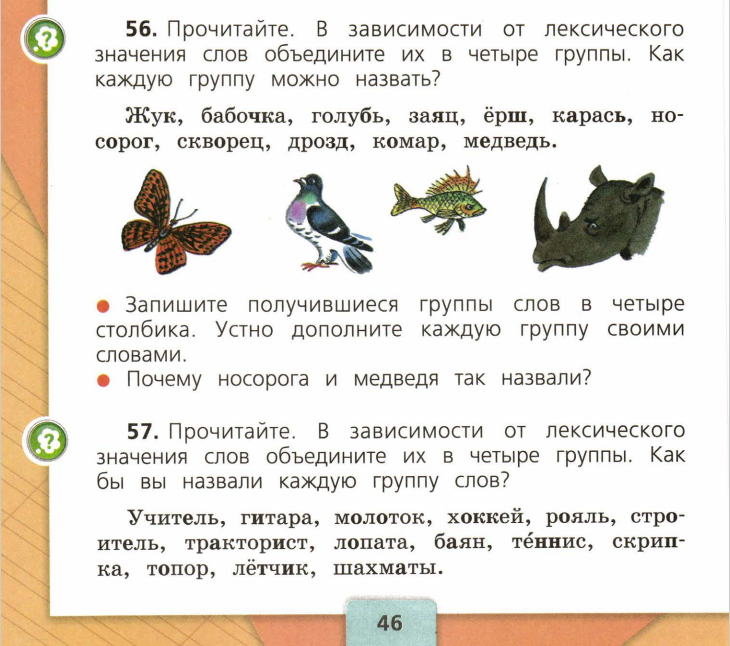 56. Прочитайте. В зависимости от лексического
значения слов объедините их в четыре группы. Как
каждую группу можно назвать?
Жук, бабочка, голубь, заяц, ёрш, карась, но-
сорог, скворец, дрозд, комар, медведь.
• Запишите получившиеся группы слов в четыре
столбика. Устно дополните каждую группу своими
словами.
• Почему носорога и медведя так назвали?
57. Прочитайте. В зависимости от лексического
значения слов объедините их в четыре группы. Как
бы вы назвали каждую группу слов?
Учитель, гитара, молоток, хоккей, рояль, стро-
итель, тракторист, лопата, баян, те́ннис, скрип-
ка, топор, лётчик, шахматы.
46